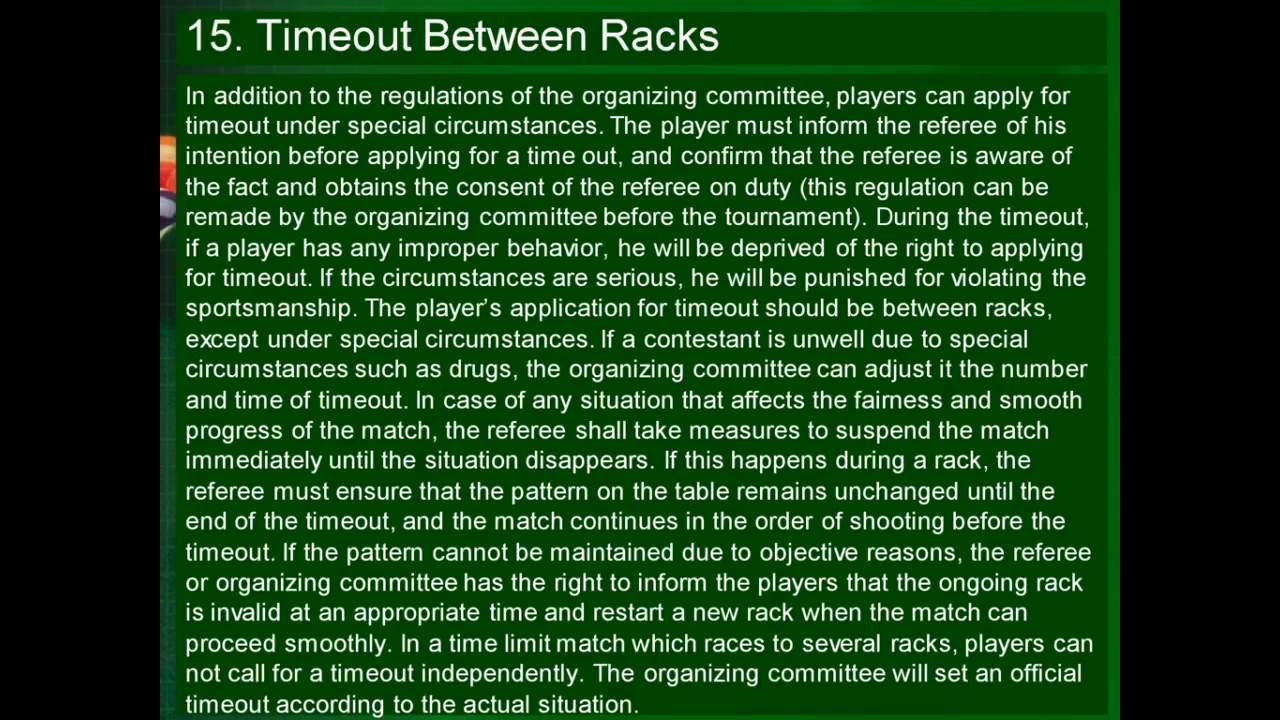 15. Timeout Between Racks
In addition to the regulations of the organizing committee, players can apply for
timeout under special circumstances. The player must inform the referee of his
intention before applying for a time out, and confirm that the referee is aware of
the fact and obtains the consent of the referee on duty (this regulation can be
remade by the organizing committee before the tournament). During the timeout,
if a player has any improper behavior, he will be deprived of the right to applying
for timeout. If the circumstances are serious, he will be punished for violating the
sportsmanship. The player’s application for timeout should be between racks,
except under special circumstances. If a contestant is unwell due to special
circumstances such as drugs, the organizing committee can adjust it the number
and time of timeout. In case of any situation that affects the fairness and smooth
progress of the match, the referee shall take measures to suspend the match
immediately until the situation disappears. If this happens during a rack, the
referee must ensure that the pattern on the table remains unchanged until the
end of the timeout, and the match continues in the order of shooting before the
timeout. If the pattern cannot be maintained due to objective reasons, the referee
or organizing committee has the right to inform the players that the ongoing rack
is invalid at an appropriate time and restart a new rack when the match can
proceed smoothly. In a time limit match which races to several racks, players can
not call for a timeout independently. The organizing committee will set an official
timeout according to the actual situation.